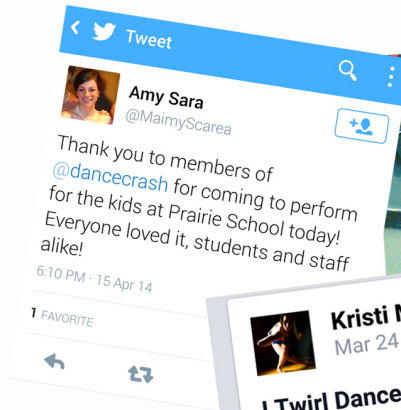 Tweet
Amy Sara
@MaimyScarea
Thank you to members of
@dancecrash for coming to perform
for the kids at Prairie School today!
Everyone loved it, students and staff
alike!
6:10 PM · 15 Apr 14
1 FAVORITE
Kristi
Mar 24
I Twirl Dance